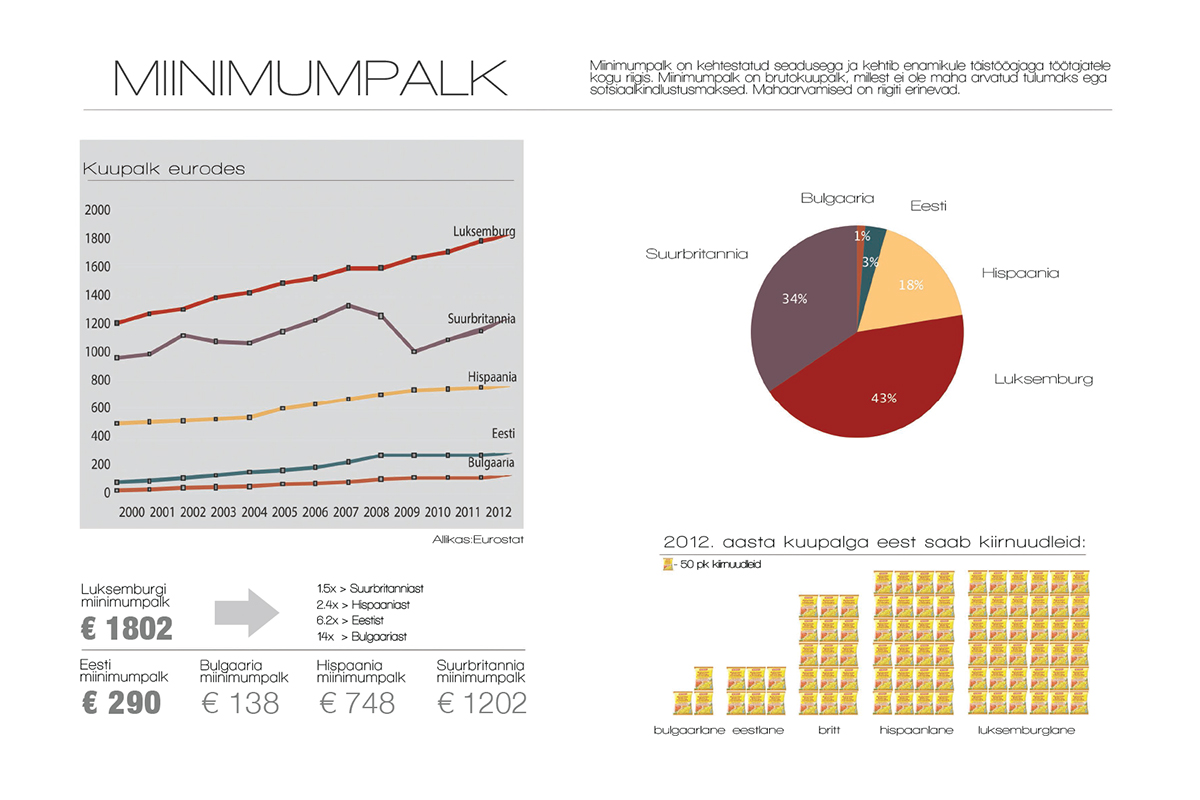 MIINIMUMPALK
Miinimumpalk on kehtestatud seadusega ja kehtib enamikule täistööajaga töötajatele
kogu riigis. Miinimumpalk on brutokuupalk, millest ei ole maha arvatud tulumaks ega
sotsiaalkindlustusmaksed. Mahaarvamised on riigiti erinevad.
Kuupalk eurodes
2000
1800
1600
1400
1200
1000
800
600
400
200
0
Luksemburg
Suurbritannia
Hispaania
Eesti
Bulgaaria
2000 2001 2002 2003 2004 2005 2006 2007 2008 2009 2010 2011 2012
Allikas:Eurostat
Bulgaaria
Eesti
Suurbritannia
Hispaania
Luksemburg
1%
3%
18%
34%
43%
Luksemburgi
miinimumpalk
€ 1802
1.5x > Suurbritanniast
2.4x > Hispaaniast
6.2x > Eestist
14x > Bulgaariast
Eesti
miinimumpalk
€ 290
Bulgaaria
miinimumpalk
€ 138
Hispaania
miinimumpalk
€ 748
Suurbritannia
miinimumpalk
€ 1202
2012. aasta kuupalga eest saab kiirnuudleid:
- 50 pk kiirnuudleid
bulgaarlane eestlane britt hispaanlane luksemburglane